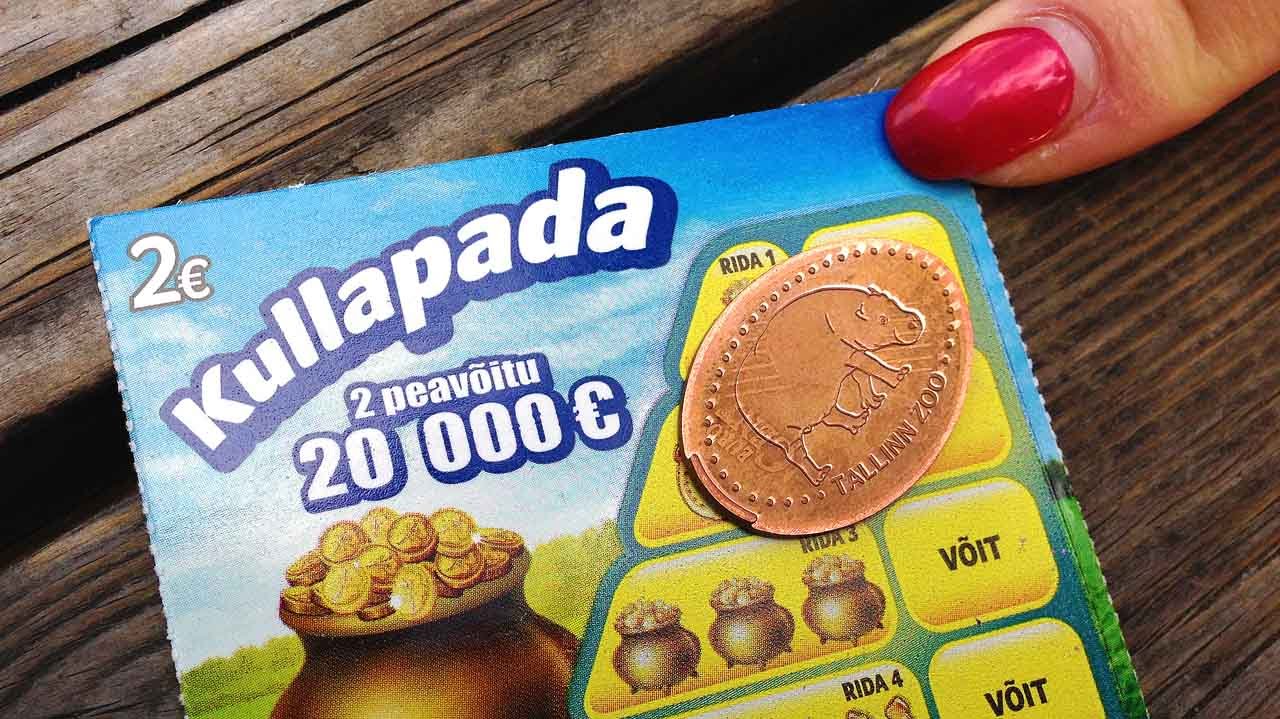 2€
Kullapada
2 peavõitu
20 000 €
RIDA 1
TALLINN ZOO
RIDA 3
VÕIT
RIDA 4
VÕIT